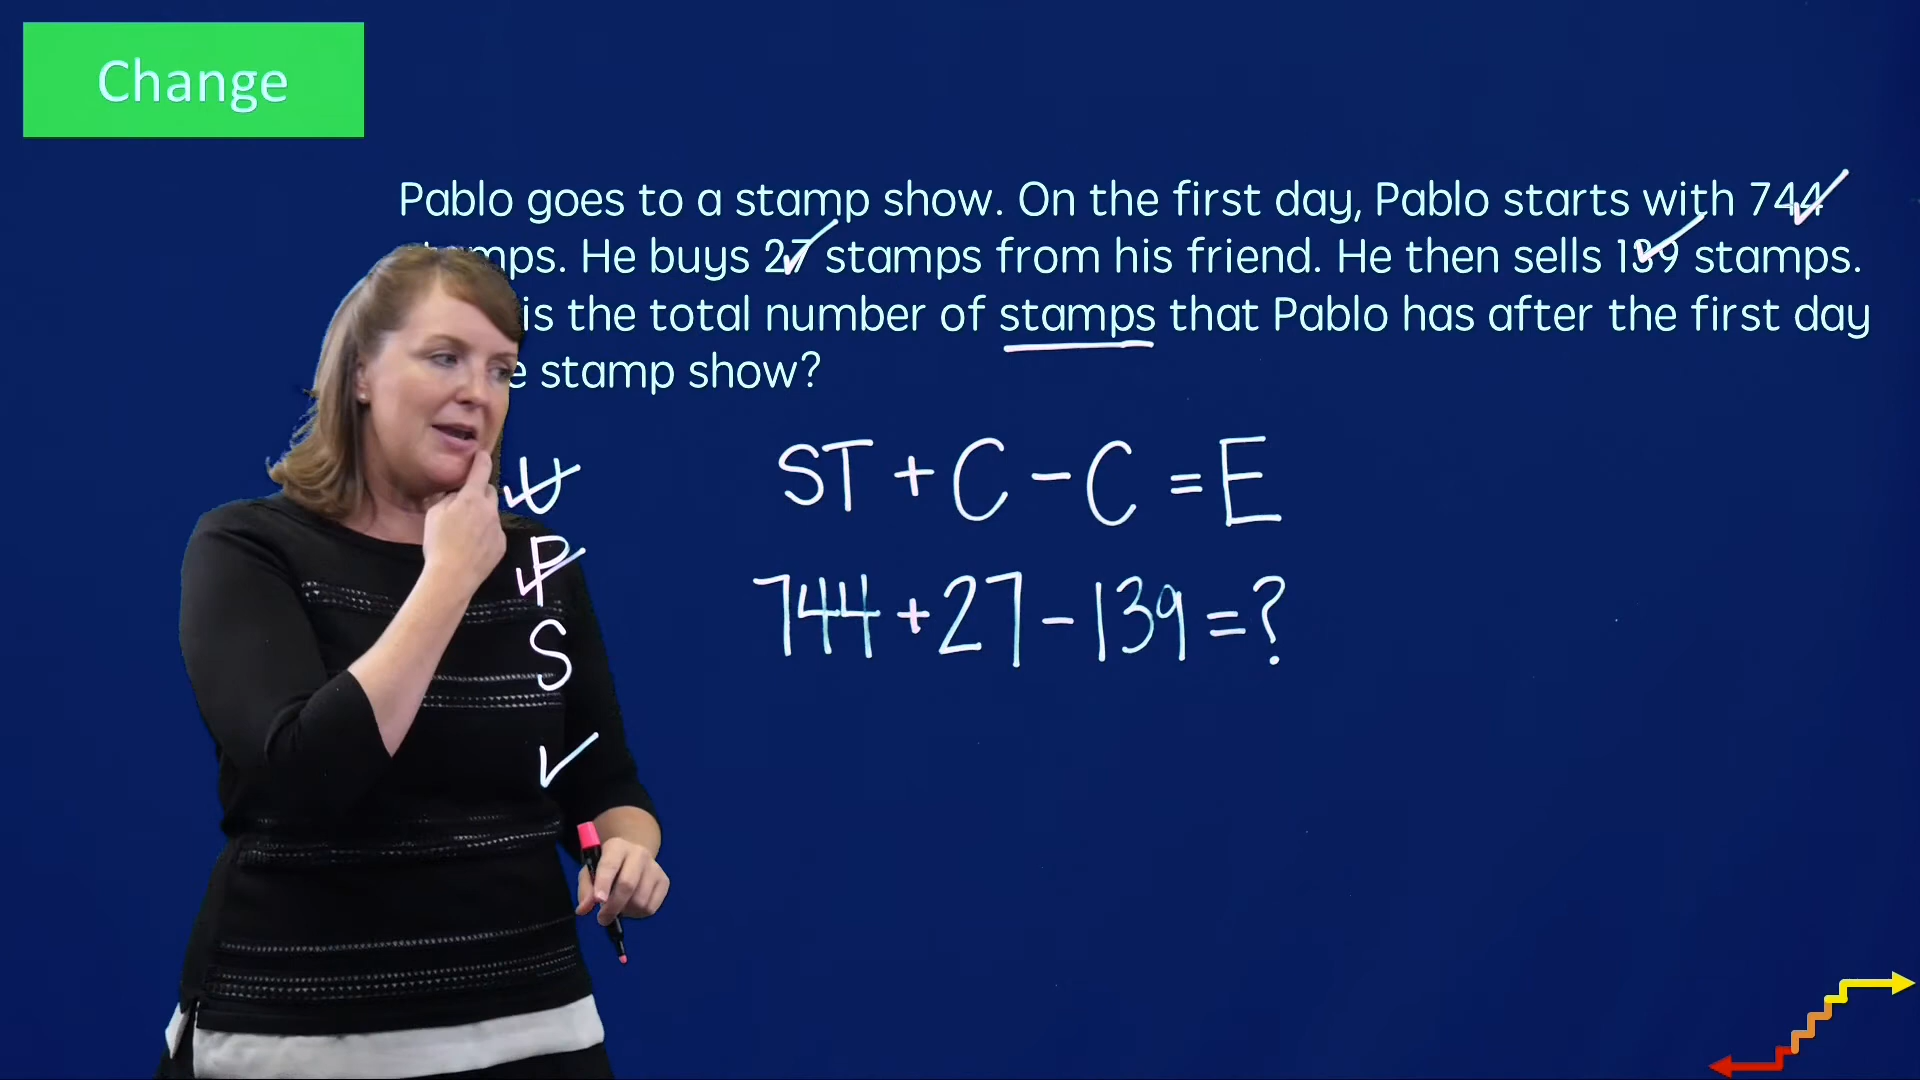 Change
Pablo goes to a stamp show. On the first day, Pablo starts with 744
He buys 27 stamps from his friend. He then sells 139 stamps.
is the total number of stamps that Pablo has after the first day
stamp show?
ST + C - C = E
744 + 27 - 139 = ?
U
P
S